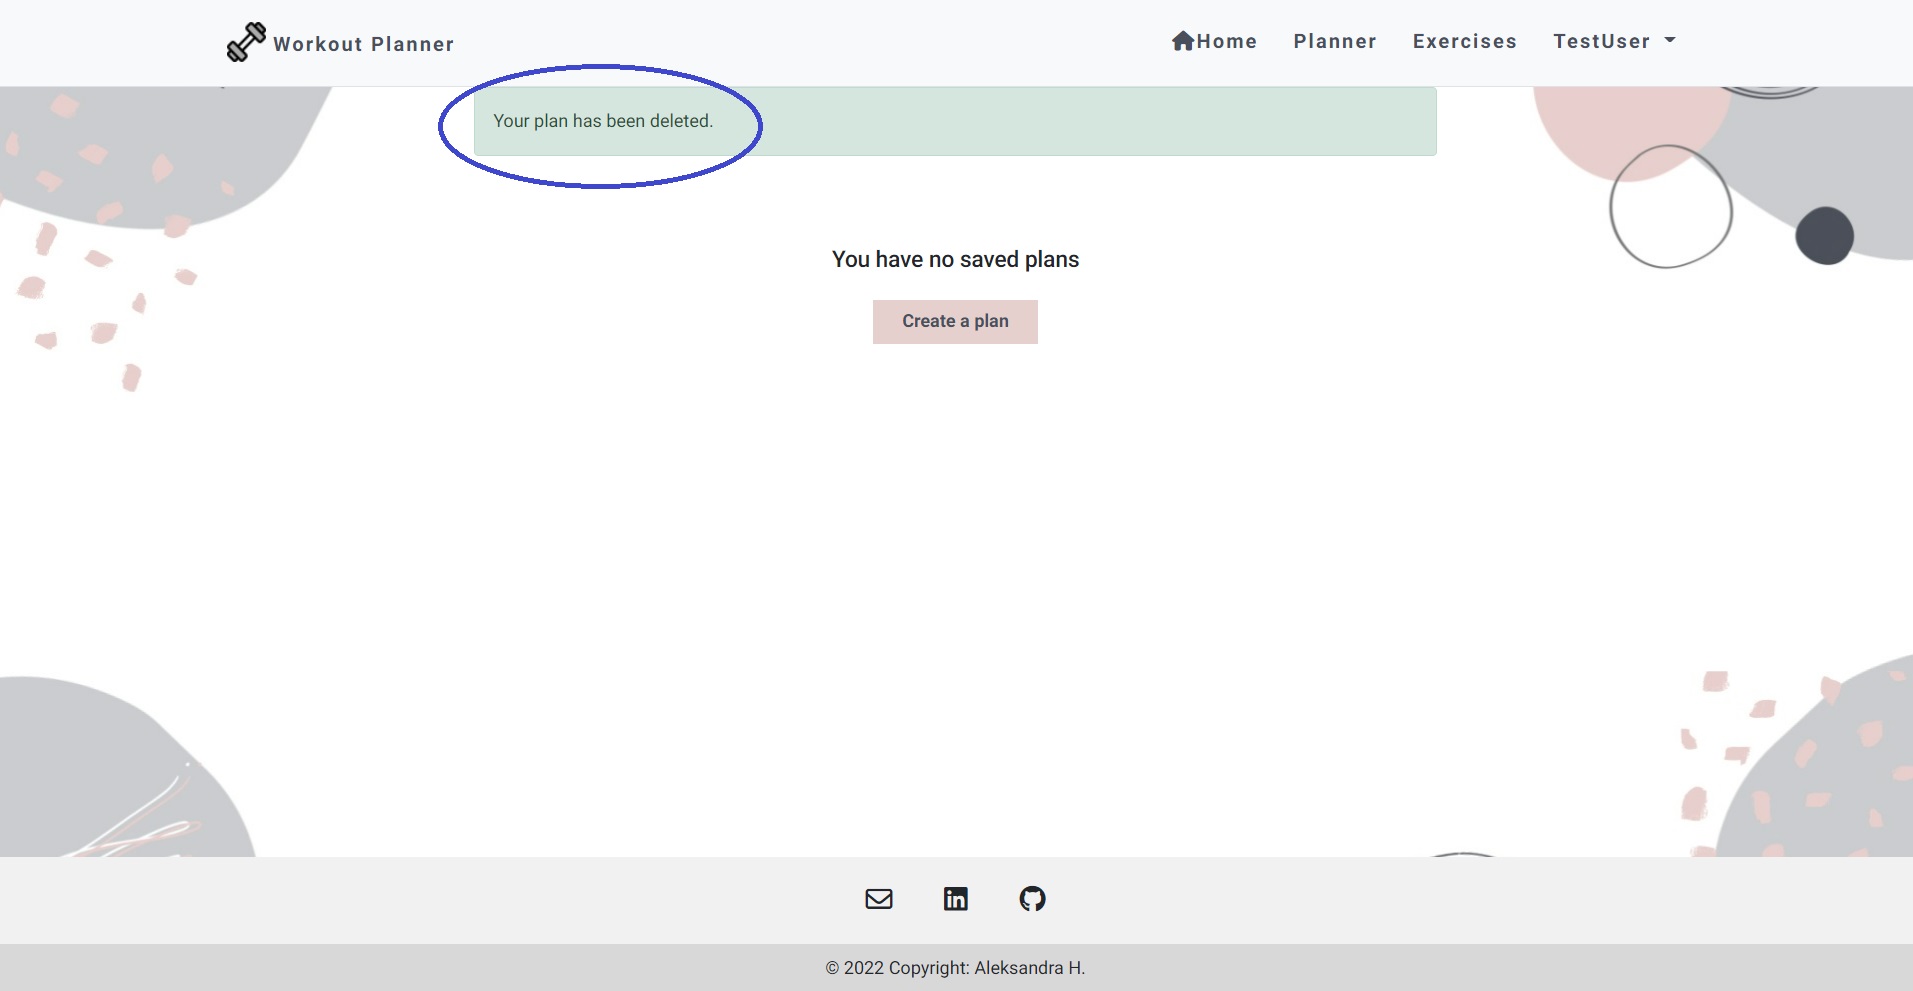 Workout Planner
Home Planner Exercises TestUser
Your plan has been deleted.
You have no saved plans
Create a plan
© 2022 Copyright: Aleksandra H.